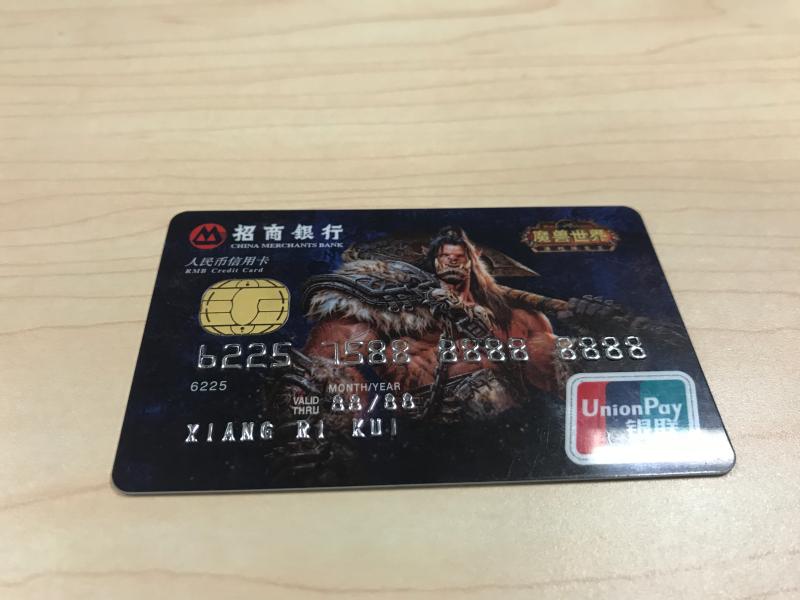 招商銀行
CHINA MERCHANTS BANK
人民币信用卡
RMB Credit Card
魔兽世界
6225 7588 8888 8888
6225
MONTH/YEAR
VALID THRU 88/88
XIANG RI KUI
UnionPay
银联